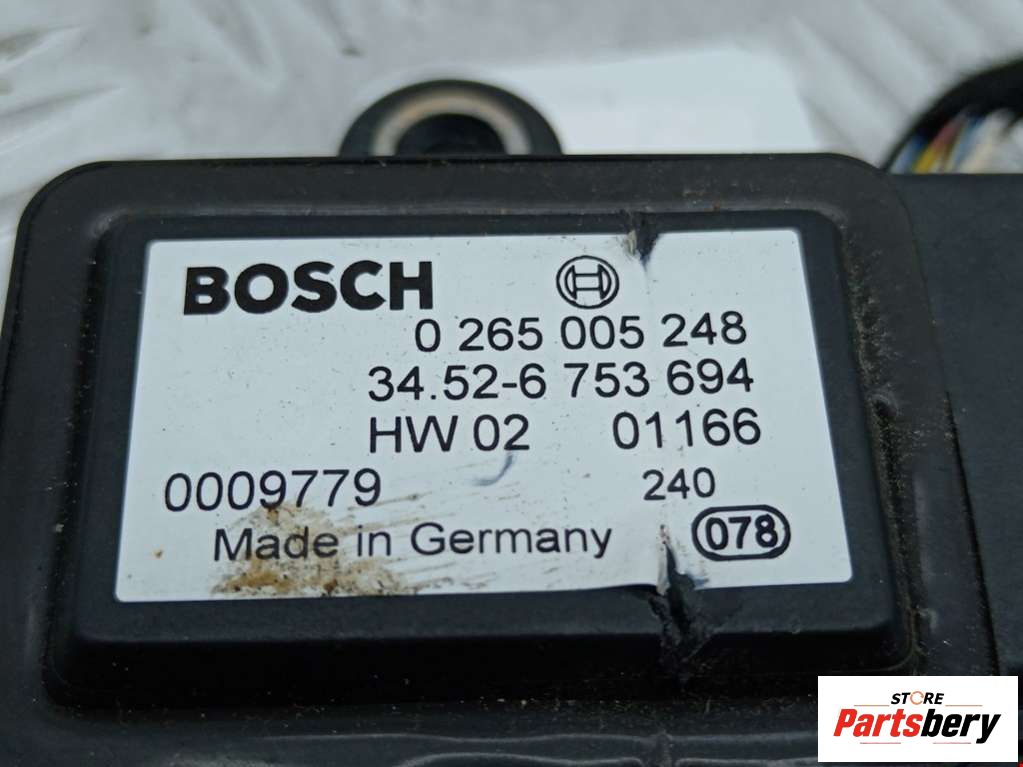 BOSCH
0 265 005 248
34.52-6 753 694
HW 02 01166
0009779 240
Made in Germany 078
STORE
Partsbery